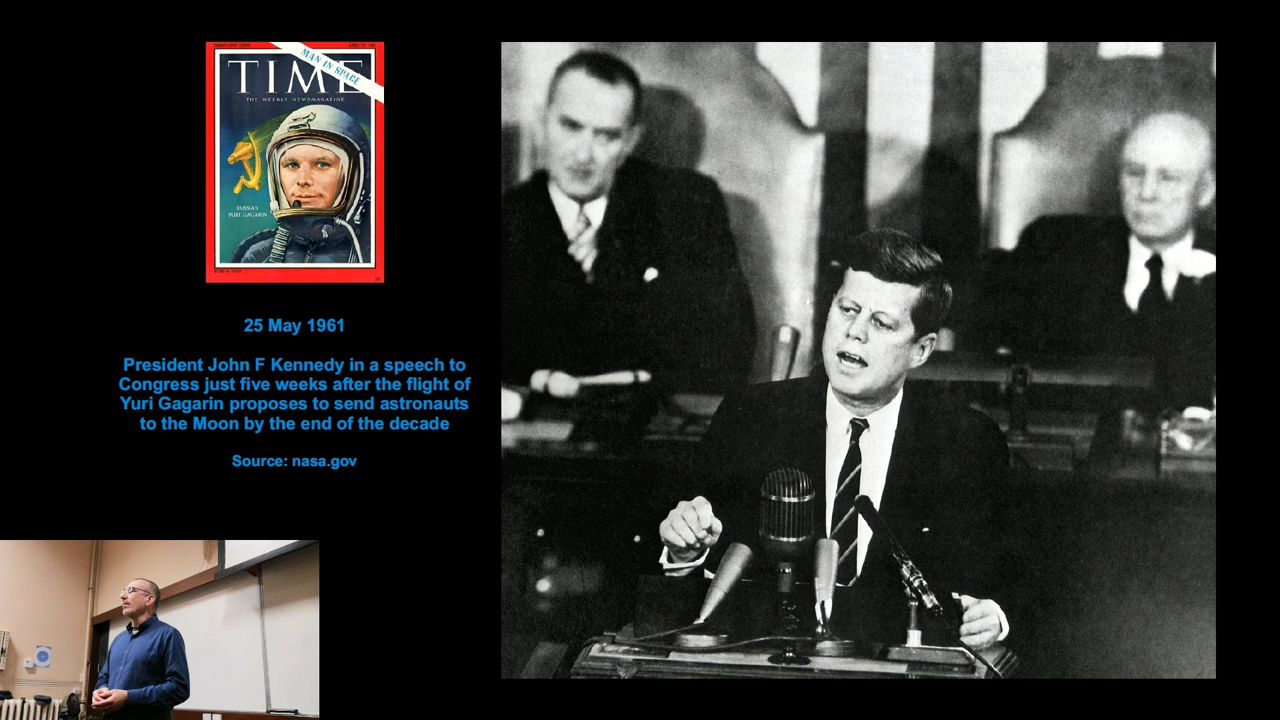 MAN IN SPACE
TIME
THE WEEKLY NEWSMAGAZINE
RUSSIA'S
YURI GAGARIN
25 May 1961
President John F Kennedy in a speech to
Congress just five weeks after the flight of
Yuri Gagarin proposes to send astronauts
to the Moon by the end of the decade
Source: nasa.gov